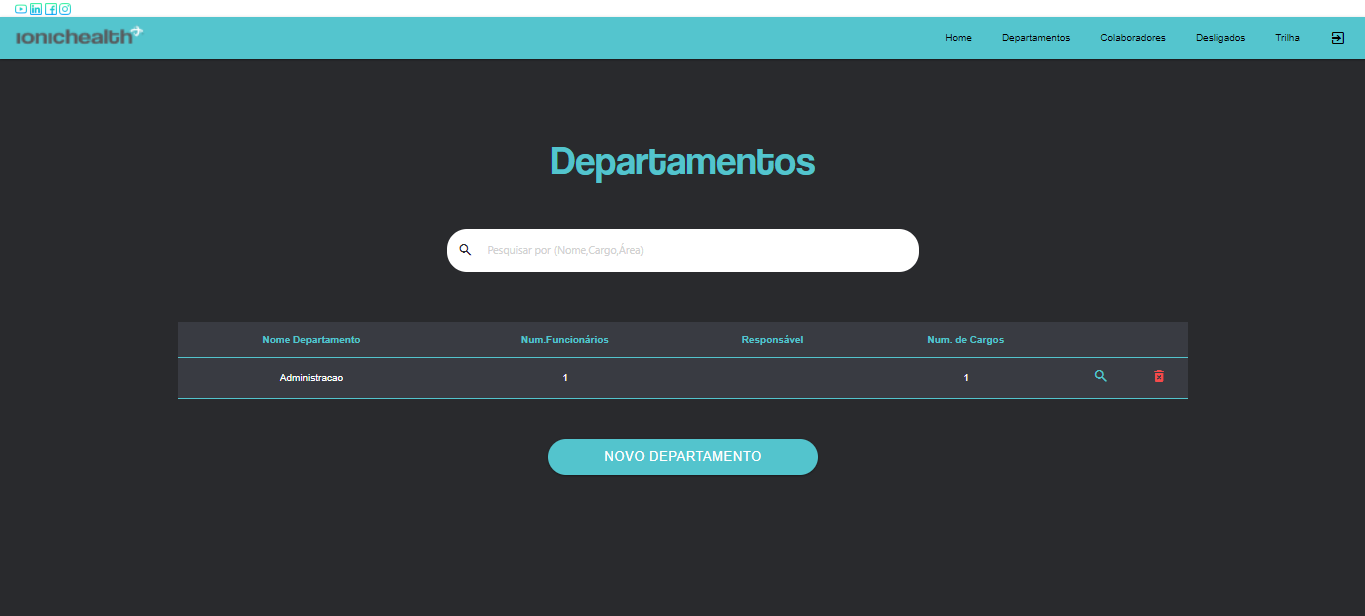 ionichealth
Home Departamentos Colaboradores Desligados Trilha
Departamentos
Pesquisar por (Nome,Cargo,Área)
Nome Departamento Num.Funcionários Responsável Num. de Cargos
Administracao 1 1
NOVO DEPARTAMENTO